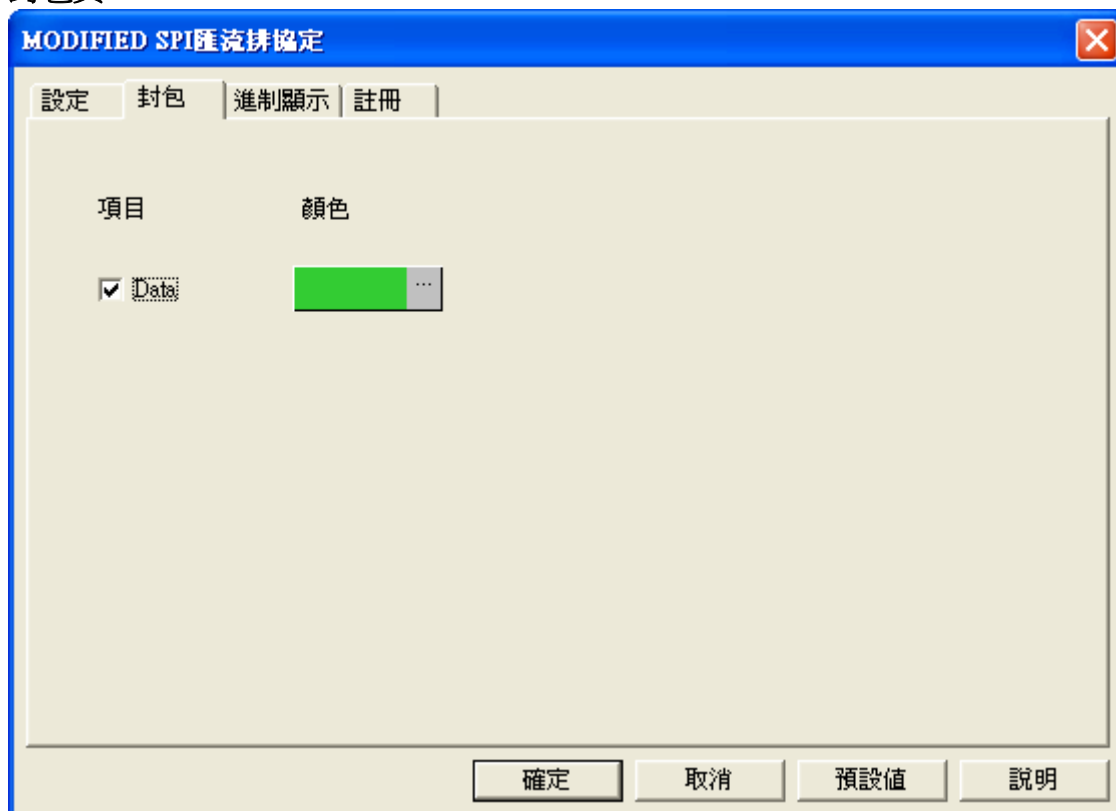 MODIFIED SPI匯流排協定
設定 封包 進制顯示 註冊
項目 顏色
Data ...
確定 取消 預設值 說明